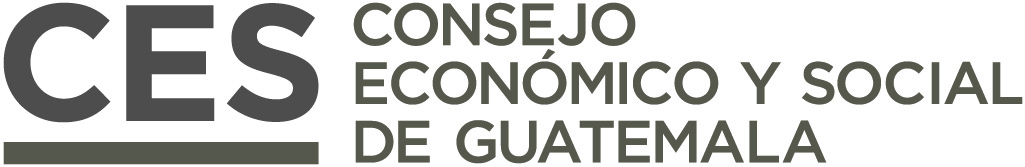 CES
CONSEJO
ECONÓMICO Y SOCIAL
DE GUATEMALA